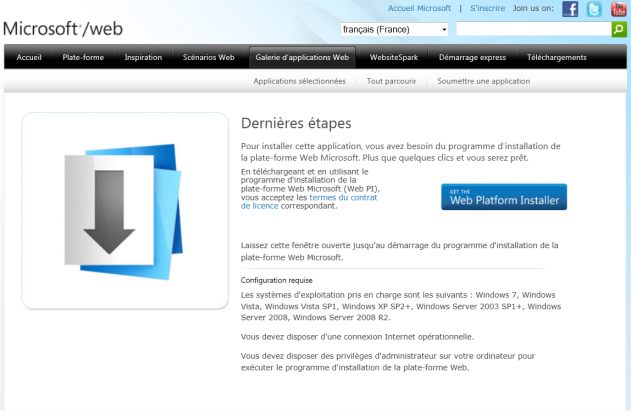 Accueil Microsoft | S'inscrire Join us on:
Microsoft /web
français (France)
Accueil Plate-forme Inspiration Scénarios Web Galerie d'applications Web WebsiteSpark Démarrage express Téléchargements
Applications sélectionnées Tout parcourir Soumettre une application
Dernières étapes
Pour installer cette application, vous avez besoin du programme d'installation de
la plate-forme Web Microsoft. Plus que quelques clics et vous serez prêt.
En téléchargeant et en utilisant le
programme d'installation de la
plate-forme Web Microsoft (Web PI),
vous acceptez les termes du contrat
de licence correspondant.
GET THE
Web Platform Installer
Laissez cette fenêtre ouverte jusqu'au démarrage du programme d'installation de la
plate-forme Web Microsoft.
Configuration requise
Les systèmes d'exploitation pris en charge sont les suivants : Windows 7, Windows
Vista, Windows Vista SP1, Windows XP SP2+, Windows Server 2003 SP1+, Windows
Server 2008, Windows Server 2008 R2.
Vous devez disposer d'une connexion Internet opérationnelle.
Vous devez disposer des privilèges d'administrateur sur votre ordinateur pour
exécuter le programme d'installation de la plate-forme Web.